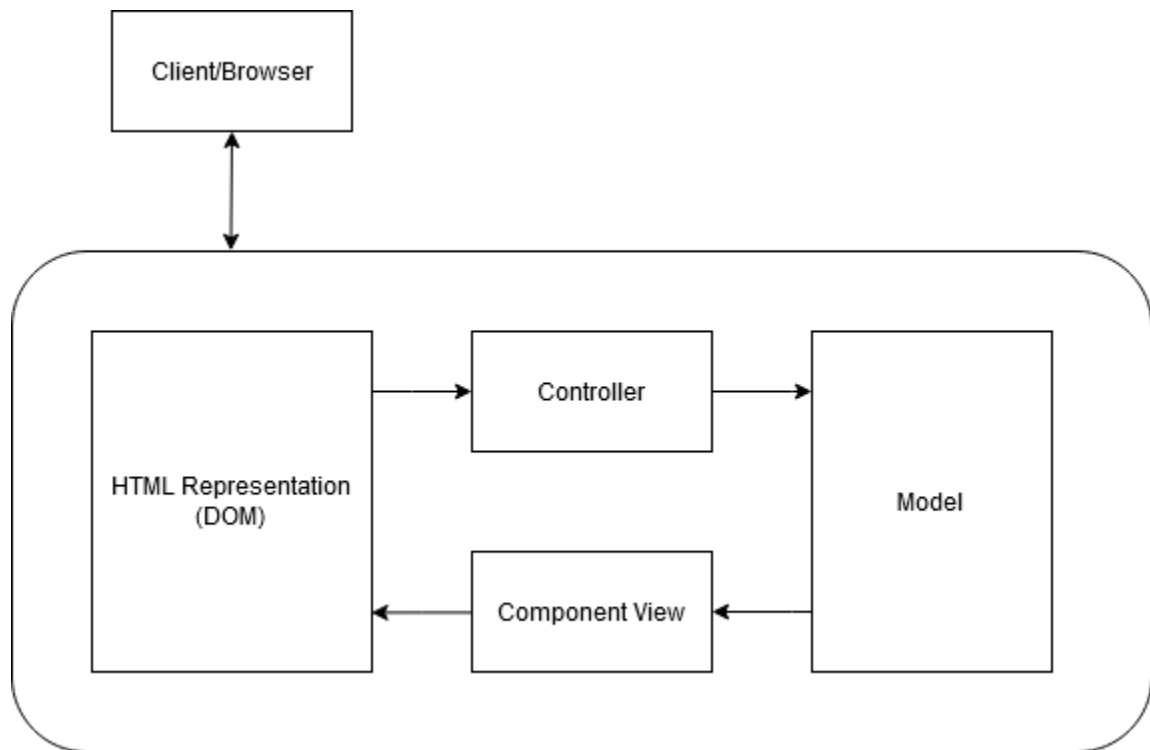 Client/Browser
Controller
HTML Representation
(DOM)
Model
Component View